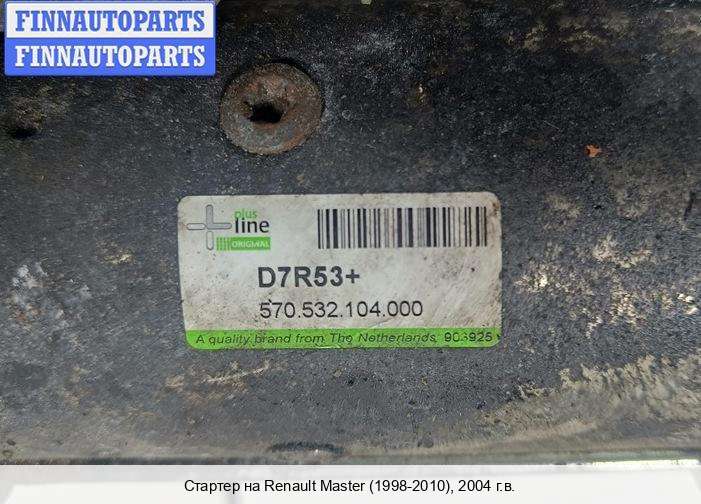 FINNAUTOPARTS
FINNAUTOPARTS
plus
line
ORIGINAL
D7R53+
570.532.104.000
A quality brand from The Netherlands
Стартер на Renault Master (1998-2010), 2004 г.в.